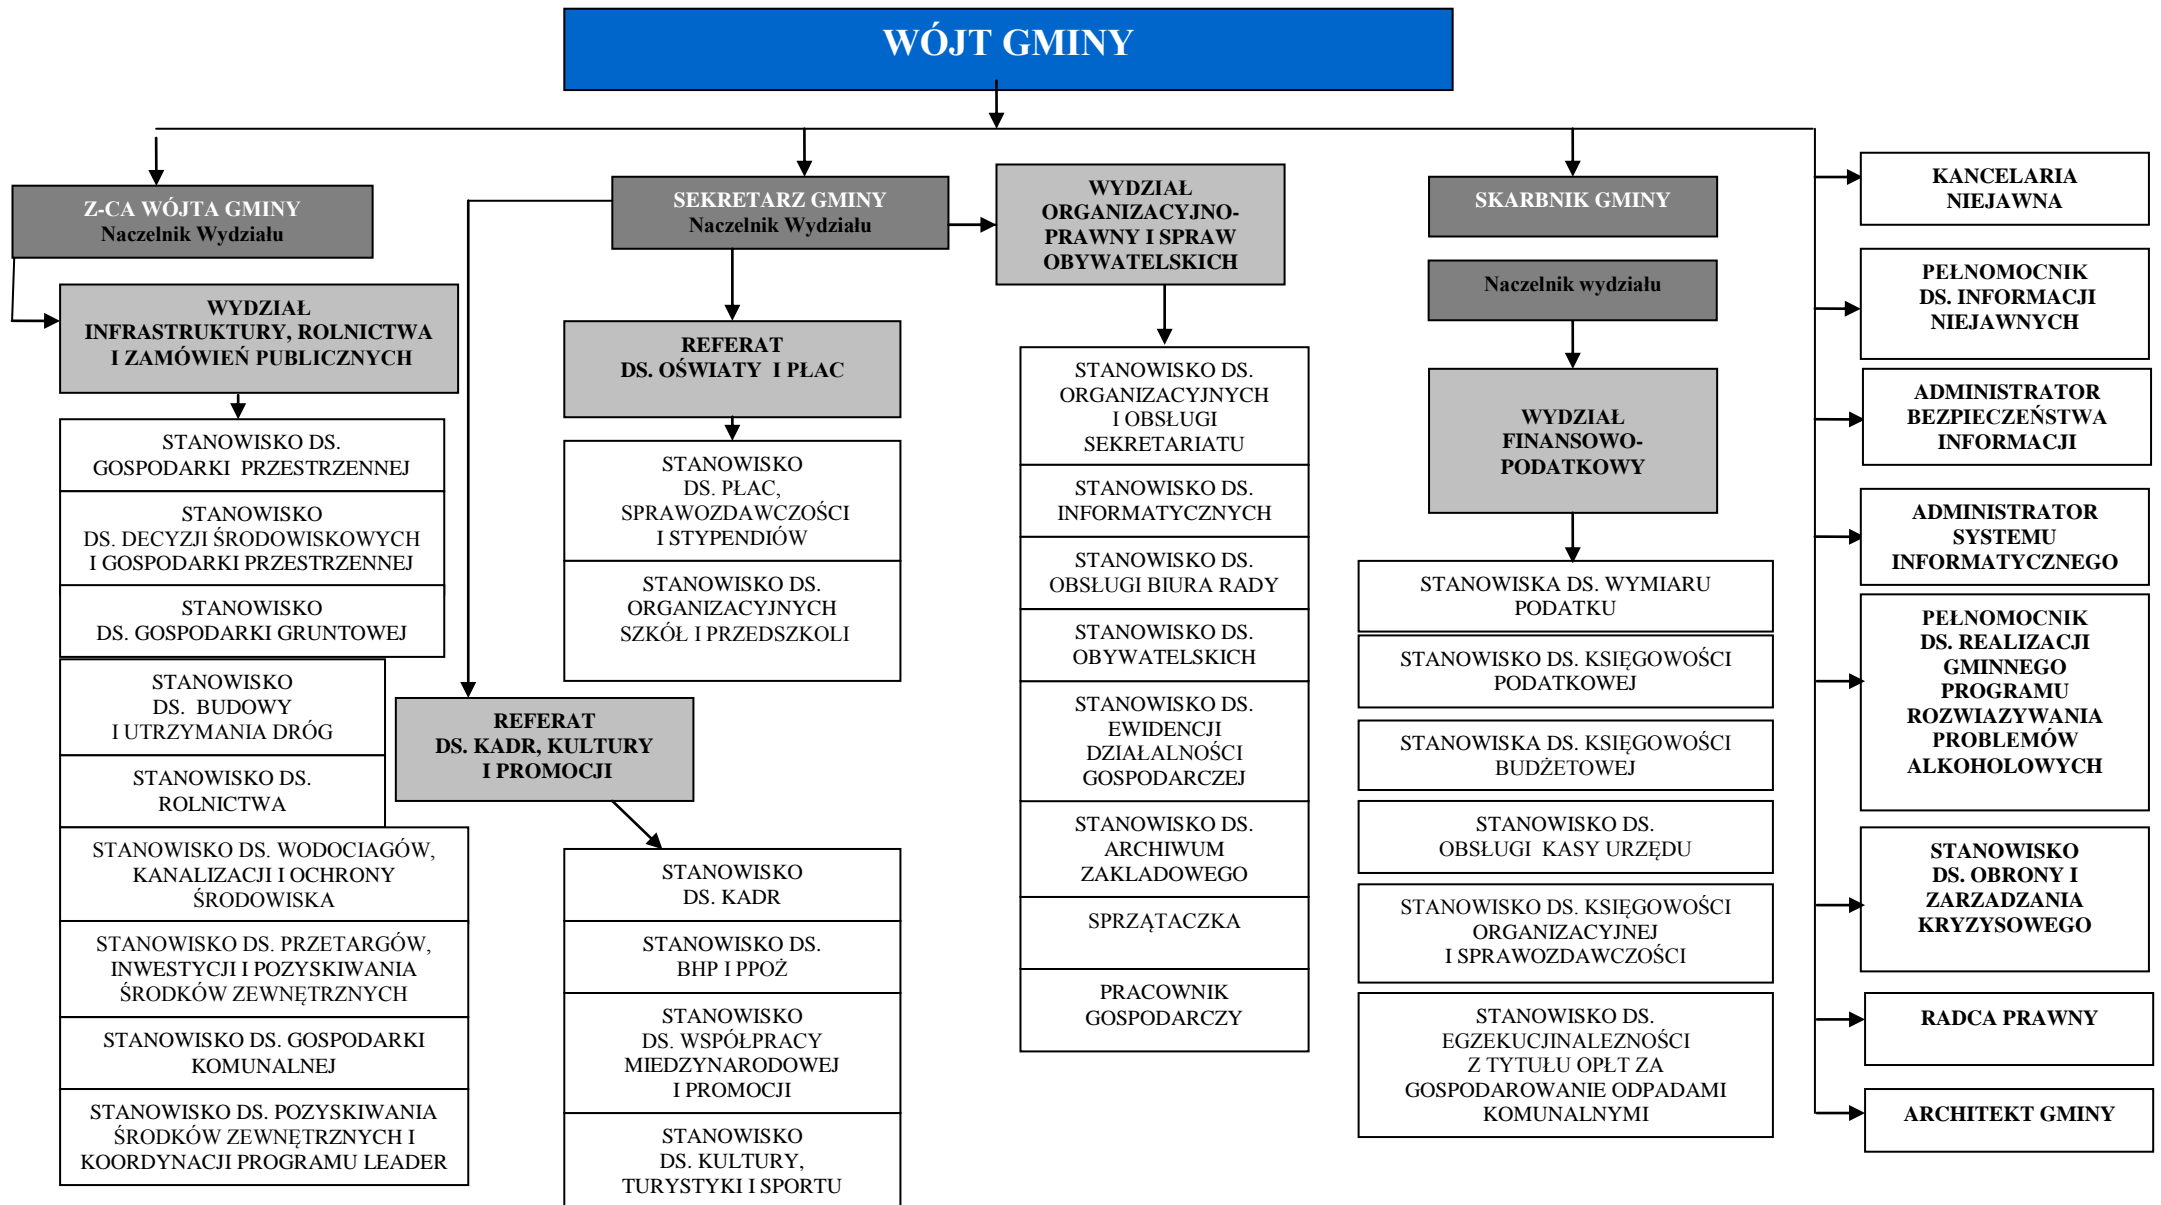 WÓJT GMINY
Z-CA WÓJTA GMINY
Naczelnik Wydziału
WYDZIAŁ
INFRASTRUKTURY, ROLNICTWA
I ZAMÓWIEŃ PUBLICZNYCH
STANOWISKO DS.
GOSPODARKI PRZESTRZENNEJ
STANOWISKO
DS. DECYZJI ŚRODOWISKOWYCH
I GOSPODARKI PRZESTRZENNEJ
STANOWISKO
DS. GOSPODARKI GRUNTOWEJ
STANOWISKO
DS. BUDOWY
I UTRZYMANIA DRÓG
STANOWISKO DS.
ROLNICTWA
STANOWISKO DS. WODOCIAGÓW,
KANALIZACJI I OCHRONY
ŚRODOWISKA
STANOWISKO DS. PRZETARGÓW,
INWESTYCJI I POZYSKIWANIA
ŚRODKÓW ZEWNĘTRZNYCH
STANOWISKO DS. GOSPODARKI
KOMUNALNEJ
STANOWISKO DS. POZYSKIWANIA
ŚRODKÓW ZEWNĘTRZNYCH I
KOORDYNACJI PROGRAMU LEADER
SEKRETARZ GMINY
Naczelnik Wydziału
REFERAT
DS. OŚWIATY I PŁAC
STANOWISKO
DS. PŁAC,
SPRAWOZDAWCZOŚCI
I STYPENDIÓW
STANOWISKO DS.
ORGANIZACYJNYCH
SZKÓŁ I PRZEDSZKOLI
REFERAT
DS. KADR, KULTURY
I PROMOCJI
STANOWISKO
DS. KADR
STANOWISKO DS.
BHP I PPOŻ
STANOWISKO
DS. WSPÓŁPRACY
MIEDZYNARODOWEJ
I PROMOCJI
STANOWISKO
DS. KULTURY,
TURYSTYKI I SPORTU
WYDZIAŁ
ORGANIZACYJNO-
PRAWNY I SPRAW
OBYWATELSKICH
STANOWISKO DS.
ORGANIZACYJNYCH
I OBSŁUGI
SEKRETARIATU
STANOWISKO DS.
INFORMATYCZNYCH
STANOWISKO DS.
OBSŁUGI BIURA RADY
STANOWISKO DS.
OBYWATELSKICH
STANOWISKO DS.
EWIDENCJI
DZIAŁALNOŚCI
GOSPODARCZEJ
STANOWISKO DS.
ARCHIWUM
ZAKLADOWEGO
SPRZĄTACZKA
PRACOWNIK
GOSPODARCZY
SKARBNIK GMINY
Naczelnik wydziału
WYDZIAŁ
FINANSOWO-
PODATKOWY
STANOWISKA DS. WYMIARU
PODATKU
STANOWISKO DS. KSIĘGOWOŚCI
PODATKOWEJ
STANOWISKA DS. KSIĘGOWOŚCI
BUDŻETOWEJ
STANOWISKO DS.
OBSŁUGI KASY URZĘDU
STANOWISKO DS. KSIĘGOWOŚCI
ORGANIZACYJNEJ
I SPRAWOZDAWCZOŚCI
STANOWISKO DS.
EGZEKUCJINALEZNOŚCI
Z TYTUŁU OPŁT ZA
GOSPODAROWANIE ODPADAMI
KOMUNALNYMI
KANCELARIA
NIEJAWNA
PEŁNOMOCNIK
DS. INFORMACJI
NIEJAWNYCH
ADMINISTRATOR
BEZPIECZEŃSTWA
INFORMACJI
ADMINISTRATOR
SYSTEMU
INFORMATYCZNEGO
PEŁNOMOCNIK
DS. REALIZACJI
GMINNEGO
PROGRAMU
ROZWIAZYWANIA
PROBLEMÓW
ALKOHOLOWYCH
STANOWISKO
DS. OBRONY I
ZARZADZANIA
KRYZYSOWEGO
RADCA PRAWNY
ARCHITEKT GMINY